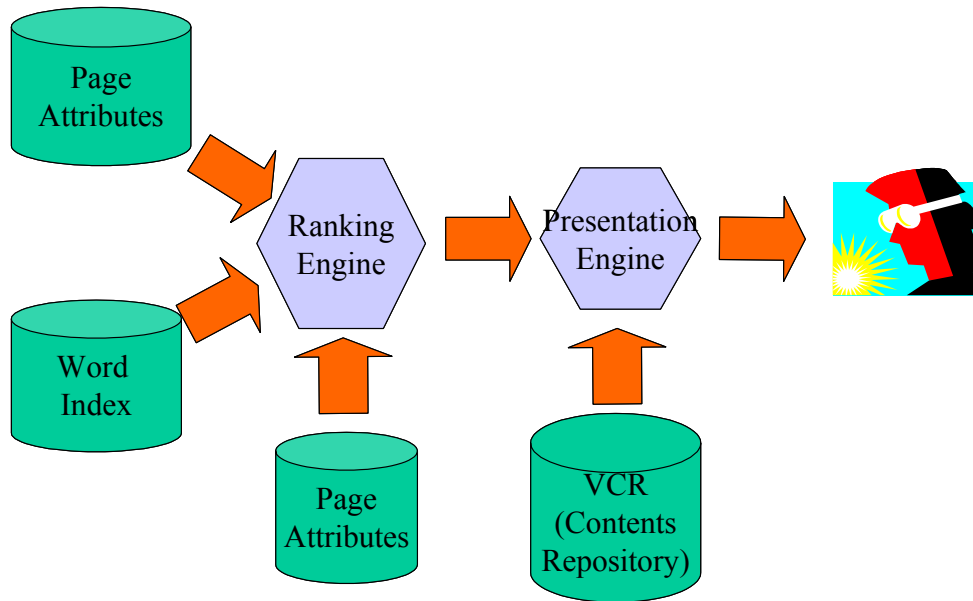 Page
Attributes
Ranking
Engine
Presentation
Engine
Word
Index
Page
Attributes
VCR
(Contents
Repository)